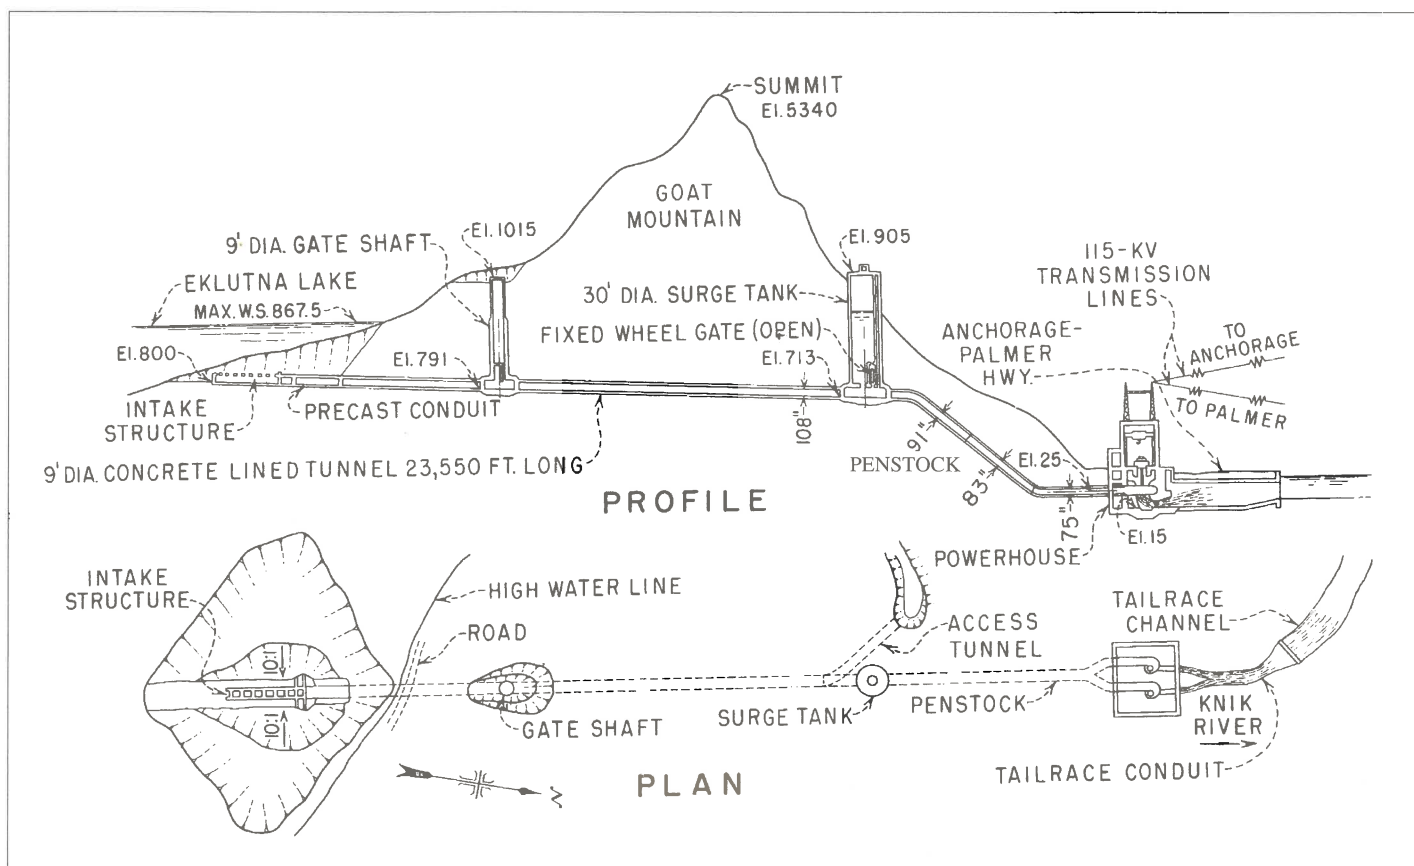 SUMMIT
El.5340
GOAT
MOUNTAIN
El.1015
9' DIA. GATE SHAFT
El.905
115-KV
TRANSMISSION
LINES
EKLUTNA LAKE
MAX. W.S. 867.5
30' DIA. SURGE TANK
FIXED WHEEL GATE (OPEN)
ANCHORAGE-
PALMER
HWY.
TO
ANCHORAGE
TO PALMER
El.800
El.791
El.713
INTAKE
STRUCTURE
PRECAST CONDUIT
108"
91"
PENSTOCK
83"
El.25
75"
El.15
9' DIA. CONCRETE LINED TUNNEL 23,550 FT. LONG
PROFILE
POWERHOUSE
INTAKE
STRUCTURE
HIGH WATER LINE
ROAD
ACCESS
TUNNEL
TAILRACE
CHANNEL
10:1
10:1
GATE SHAFT
SURGE TANK
PENSTOCK
KNIK
RIVER
TAILRACE CONDUIT
PLAN
N